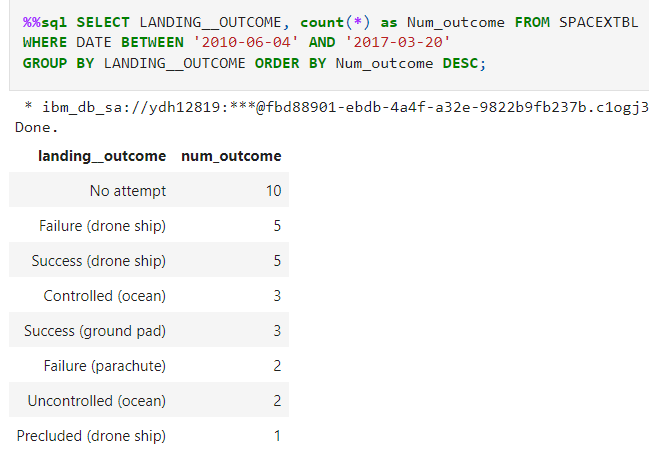 %%sql SELECT LANDING__OUTCOME, count(*) as Num_outcome FROM SPACEXTBL
WHERE DATE BETWEEN '2010-06-04' AND '2017-03-20'
GROUP BY LANDING__OUTCOME ORDER BY Num_outcome DESC;
* ibm_db_sa://ydh12819:***@fbd88901-ebdb-4a4f-a32e-9822b9fb237b.c1ogj3
Done.
landing__outcome num_outcome
No attempt 10
Failure (drone ship) 5
Success (drone ship) 5
Controlled (ocean) 3
Success (ground pad) 3
Failure (parachute) 2
Uncontrolled (ocean) 2
Precluded (drone ship) 1